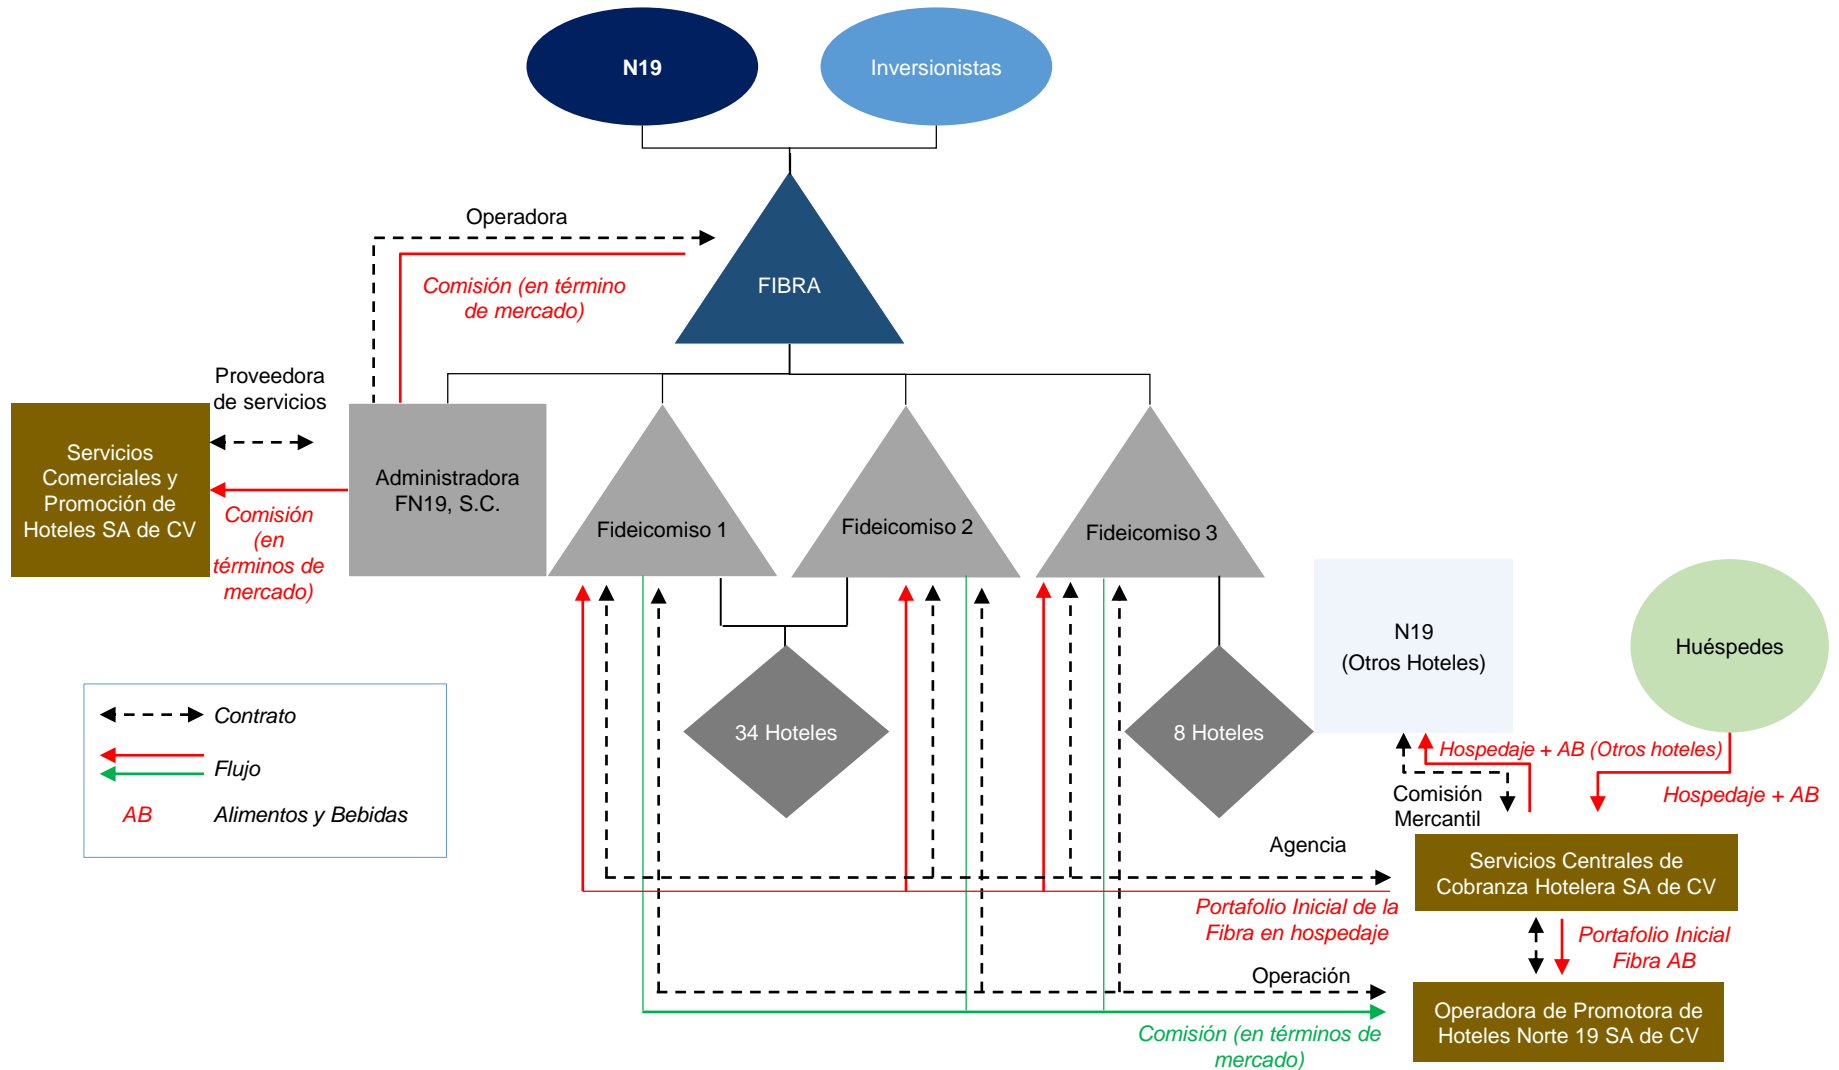 N19
Inversionistas
Operadora
Comisión (en término
de mercado)
FIBRA
Proveedora
de servicios
Servicios
Comerciales y
Promoción de
Hoteles SA de CV
Comisión
(en
términos de
mercado)
Administradora
FN19, S.C.
Fideicomiso 1
Fideicomiso 2
Fideicomiso 3
N19
(Otros Hoteles)
Huéspedes
34 Hoteles
8 Hoteles
Contrato
Flujo
AB
Alimentos y Bebidas
Hospedaje + AB (Otros hoteles)
Hospedaje + AB
Comisión
Mercantil
Agencia
Servicios Centrales de
Cobranza Hotelera SA de CV
Portafolio Inicial de la
Fibra en hospedaje
Portafolio Inicial
Fibra AB
Operación
Operadora de Promotora de
Hoteles Norte 19 SA de CV
Comisión (en términos de
mercado)